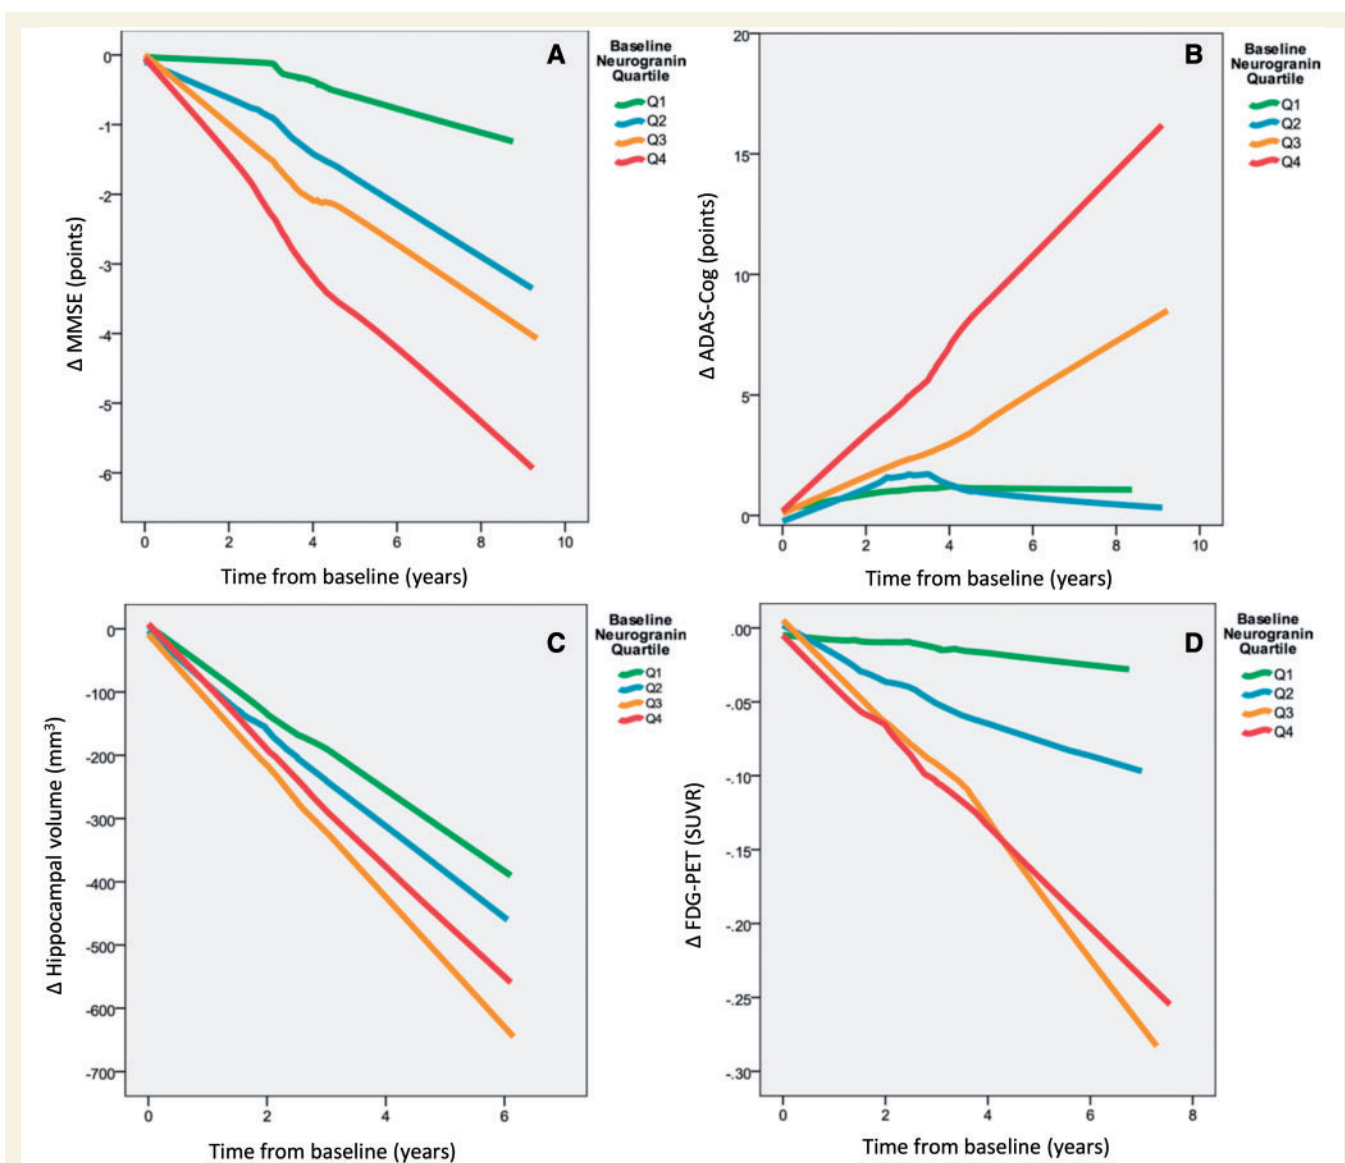 A
Baseline
Neurogranin
Quartile
Q1
Q2
Q3
Q4
0
-1
-2
-3
-4
-5
-6
Δ MMSE (points)
0 2 4 6 8 10
Time from baseline (years)
B
Baseline
Neurogranin
Quartile
Q1
Q2
Q3
Q4
20
15
10
5
0
Δ ADAS-Cog (points)
0 2 4 6 8 10
Time from baseline (years)
C
Baseline
Neurogranin
Quartile
Q1
Q2
Q3
Q4
0
-100
-200
-300
-400
-500
-600
-700
Δ Hippocampal volume (mm³)
0 2 4 6
Time from baseline (years)
D
Baseline
Neurogranin
Quartile
Q1
Q2
Q3
Q4
.00
-.05
-.10
-.15
-.20
-.25
-.30
Δ FDG-PET (SUVR)
0 2 4 6 8
Time from baseline (years)